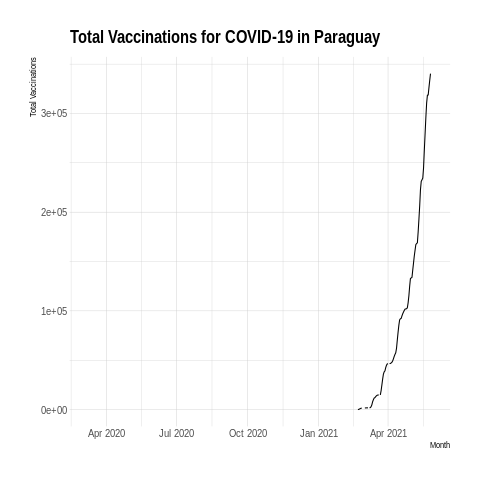 Total Vaccinations for COVID-19 in Paraguay
Total Vaccinations
3e+05
2e+05
1e+05
0e+00
Apr 2020 Jul 2020 Oct 2020 Jan 2021 Apr 2021
Month